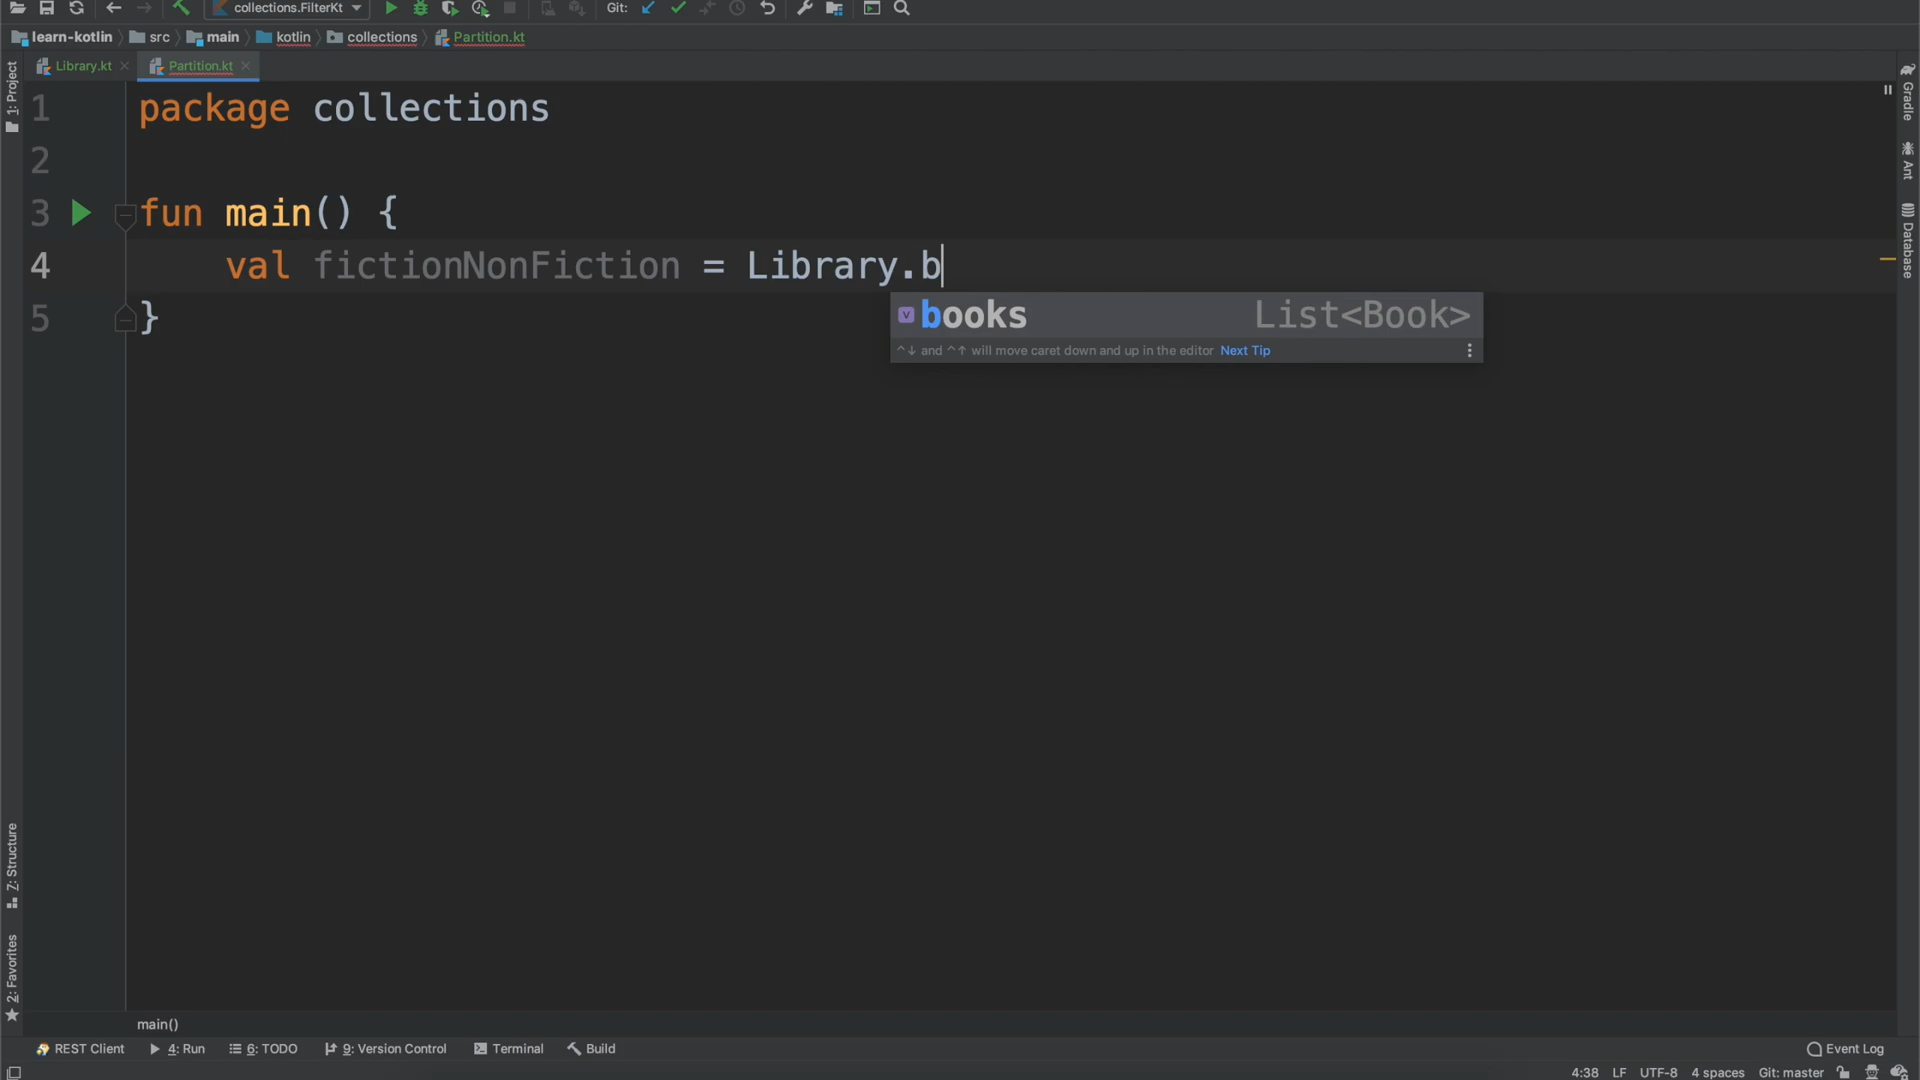 collections.FilterKt
Git:
learn-kotlin
src
main
kotlin
collections
Partition.kt
Library.kt
Partition.kt
1: Project
Gradle
Ant
Database
1 package collections
2
3 fun main() {
4 val fictionNonFiction = Library.b
5 }
v books List<Book>
^↓ and ^↑ will move caret down and up in the editor Next Tip
Z: Structure
2: Favorites
main()
REST Client
4: Run
6: TODO
9: Version Control
Terminal
Build
Event Log
4:38 LF UTF-8 4 spaces Git: master